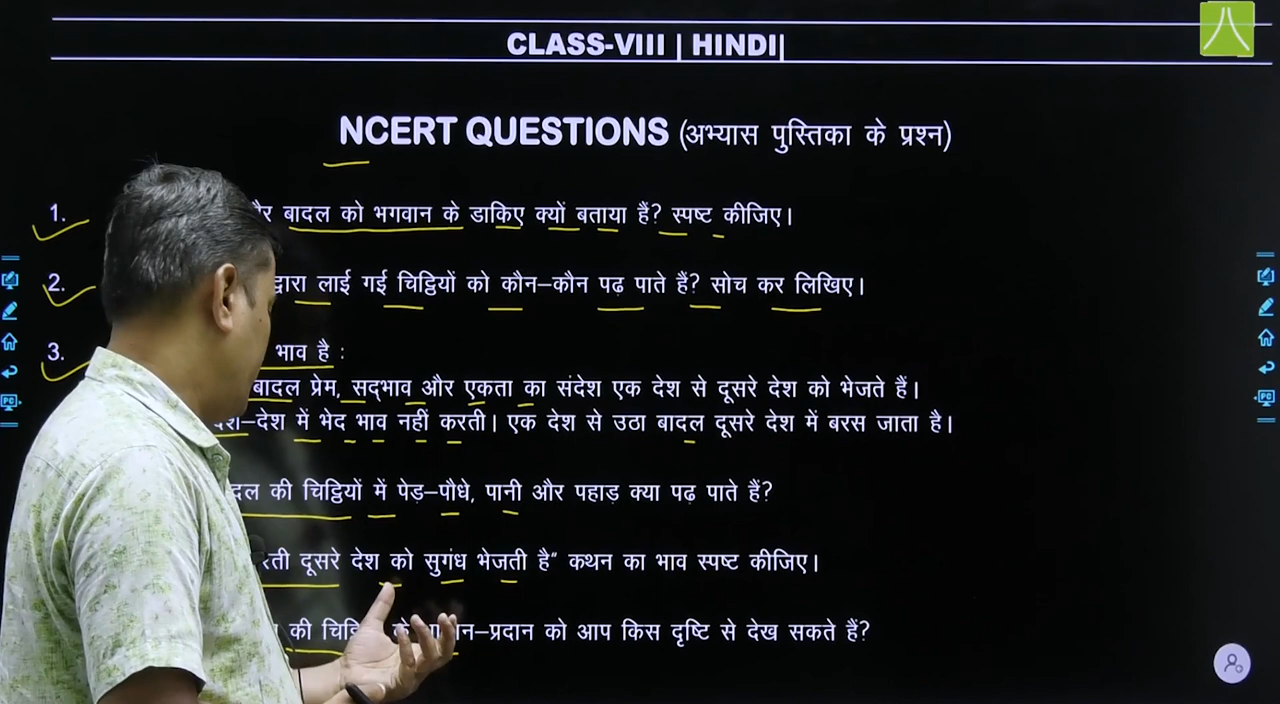 CLASS-VIII | HINDI|
NCERT QUESTIONS (अभ्यास पुस्तिका के प्रश्न)
1. बादल को भगवान के डाकिए क्यों बताया हैं? स्पष्ट कीजिए।
2. द्वारा लाई गई चिट्ठियों को कौन–कौन पढ़ पाते हैं? सोच कर लिखिए।
3. भाव है :
बादल प्रेम, सद्भाव और एकता का संदेश एक देश से दूसरे देश को भेजते हैं।
देश में भेद भाव नहीं करती। एक देश से उठा बादल दूसरे देश में बरस जाता है।
की चिट्ठियों में पेड़–पौधे, पानी और पहाड़ क्या पढ़ पाते हैं?
दूसरे देश को सुगंध भेजती है" कथन का भाव स्पष्ट कीजिए।
की प्रदान को आप किस दृष्टि से देख सकते हैं?
PC
PC